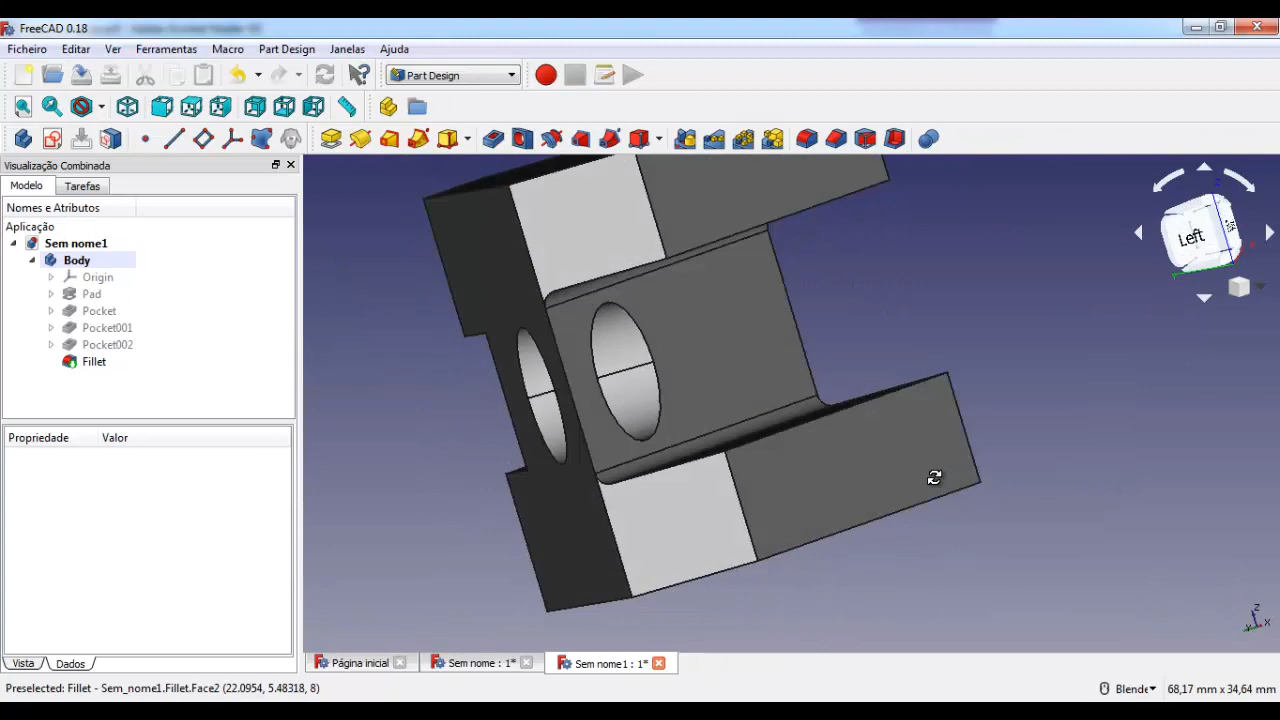 FreeCAD 0.18
Ficheiro Editar Ver Ferramentas Macro Part Design Janelas Ajuda
Part Design
Visualização Combinada
Modelo Tarefas
Nomes e Atributos
Aplicação
Sem nome1
Body
Origin
Pad
Pocket
Pocket001
Pocket002
Fillet
Left
Z
X
Y
Propriedade Valor
Vista Dados
Página inicial Sem nome : 1* Sem nome1 : 1*
Preselected: Fillet - Sem_nome1.Fillet.Face2 (22.0954, 5.48318, 8) Blende 68,17 mm x 34,64 mm